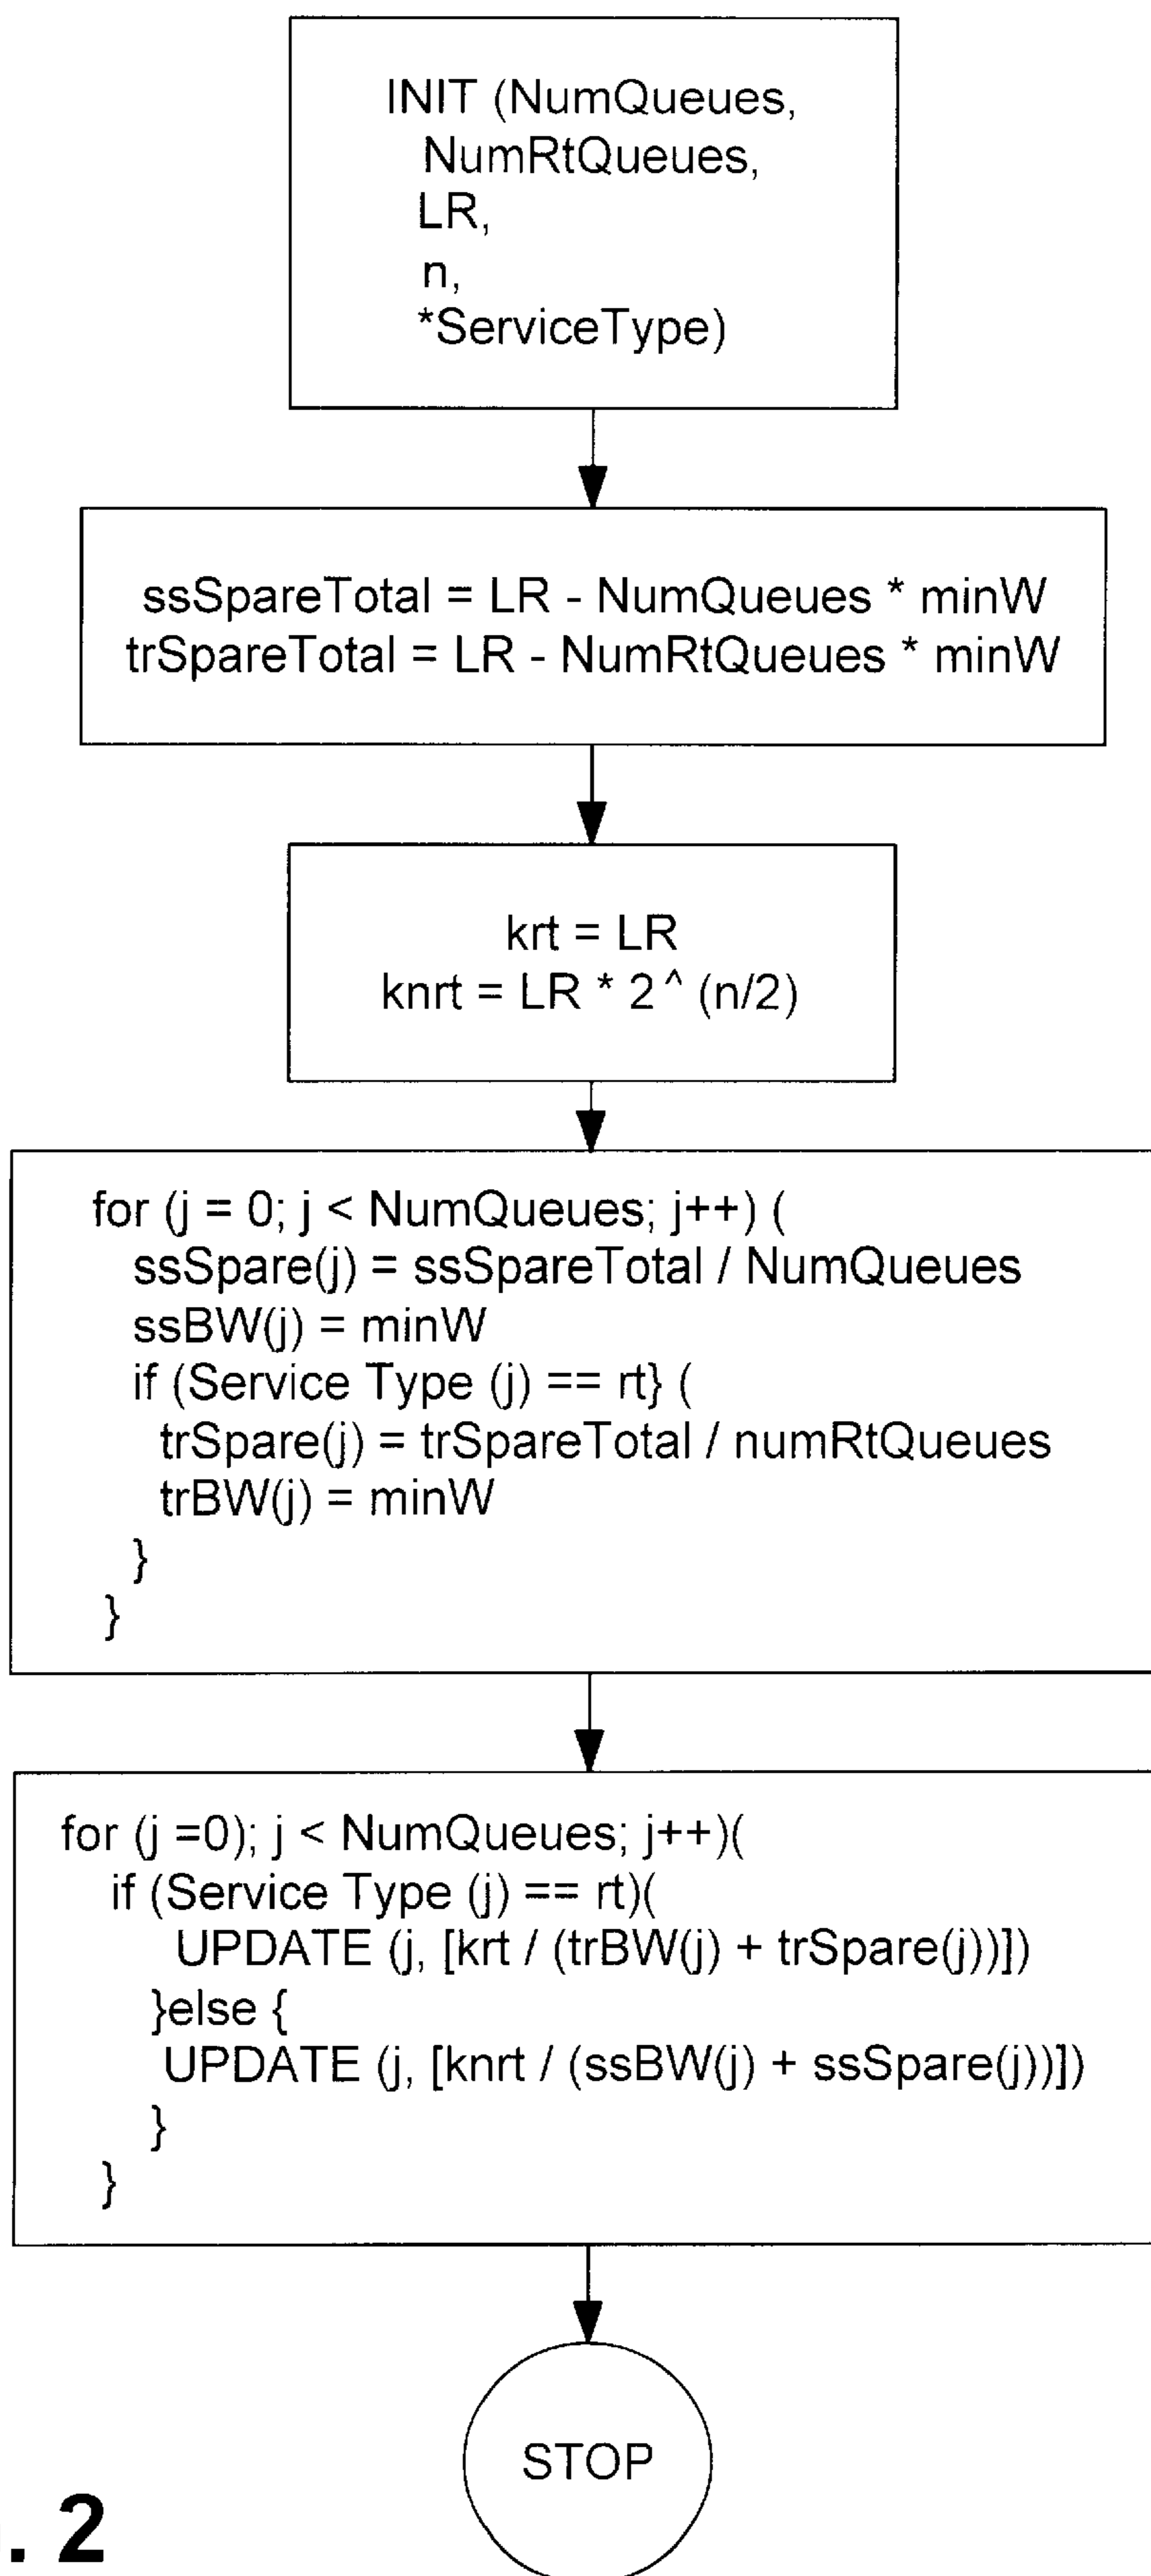 INIT (NumQueues,
NumRtQueues,
LR,
n,
*ServiceType)
ssSpareTotal = LR - NumQueues * minW
trSpareTotal = LR - NumRtQueues * minW
krt = LR
knrt = LR * 2 ^ (n/2)
for (j = 0; j < NumQueues; j++) (
ssSpare(j) = ssSpareTotal / NumQueues
ssBW(j) = minW
if (Service Type (j) == rt} (
trSpare(j) = trSpareTotal / numRtQueues
trBW(j) = minW
}
}
for (j =0); j < NumQueues; j++)(
if (Service Type (j) == rt)(
UPDATE (j, [krt / (trBW(j) + trSpare(j))])
}else {
UPDATE (j, [knrt / (ssBW(j) + ssSpare(j))])
}
}
STOP
. 2